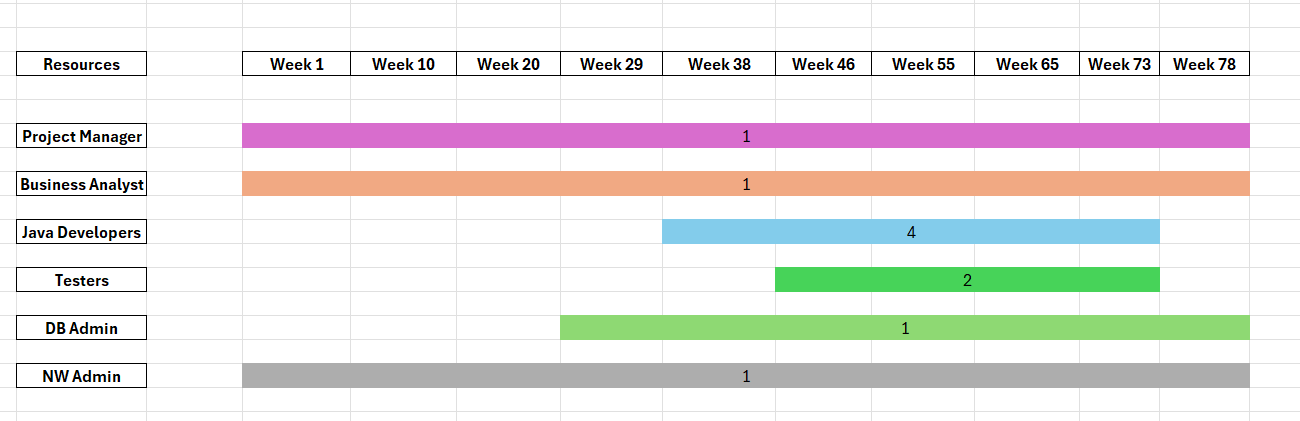 Resources Week 1 Week 10 Week 20 Week 29 Week 38 Week 46 Week 55 Week 65 Week 73 Week 78
Project Manager 1
Business Analyst 1
Java Developers 4
Testers 2
DB Admin 1
NW Admin 1